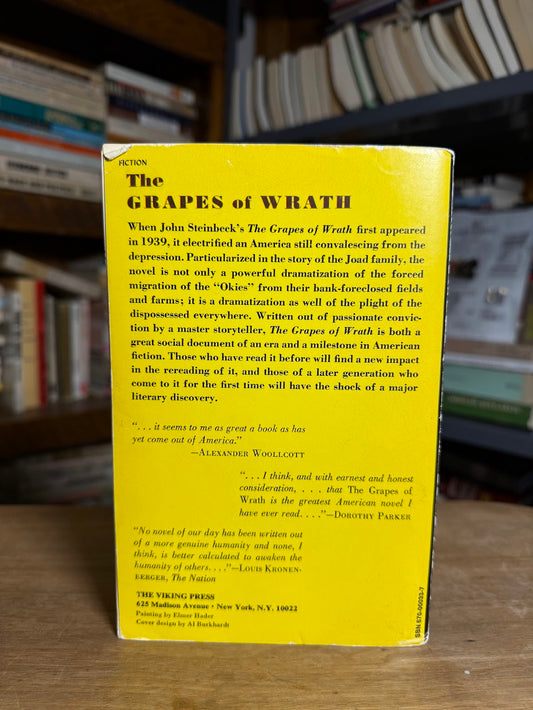 FICTION
The
GRAPES of WRATH
When John Steinbeck's The Grapes of Wrath first appeared
in 1939, it electrified an America still convalescing from the
depression. Particularized in the story of the Joad family, the
novel is not only a powerful dramatization of the forced
migration of the "Okies" from their bank-foreclosed fields
and farms; it is a dramatization as well of the plight of the
dispossessed everywhere. Written out of passionate convic-
tion by a master storyteller, The Grapes of Wrath is both a
great social document of an era and a milestone in American
fiction. Those who have read it before will find a new impact
in the rereading of it, and those of a later generation who
come to it for the first time will have the shock of a major
literary discovery.
". . . it seems to me as great a book as has
yet come out of America."
—ALEXANDER WOOLLCOTT
". . . I think, and with earnest and honest
consideration, . . . that The Grapes of
Wrath is the greatest American novel I
have ever read. . . ."—DOROTHY PARKER
"No novel of our day has been written out
of a more genuine humanity and none, I
think, is better calculated to awaken the
humanity of others. . . ."—LOUIS KRONEN-
BERGER, The Nation
THE VIKING PRESS
625 Madison Avenue • New York, N.Y. 10022
Painting by Elmer Hader
Cover design by Al Burkhardt